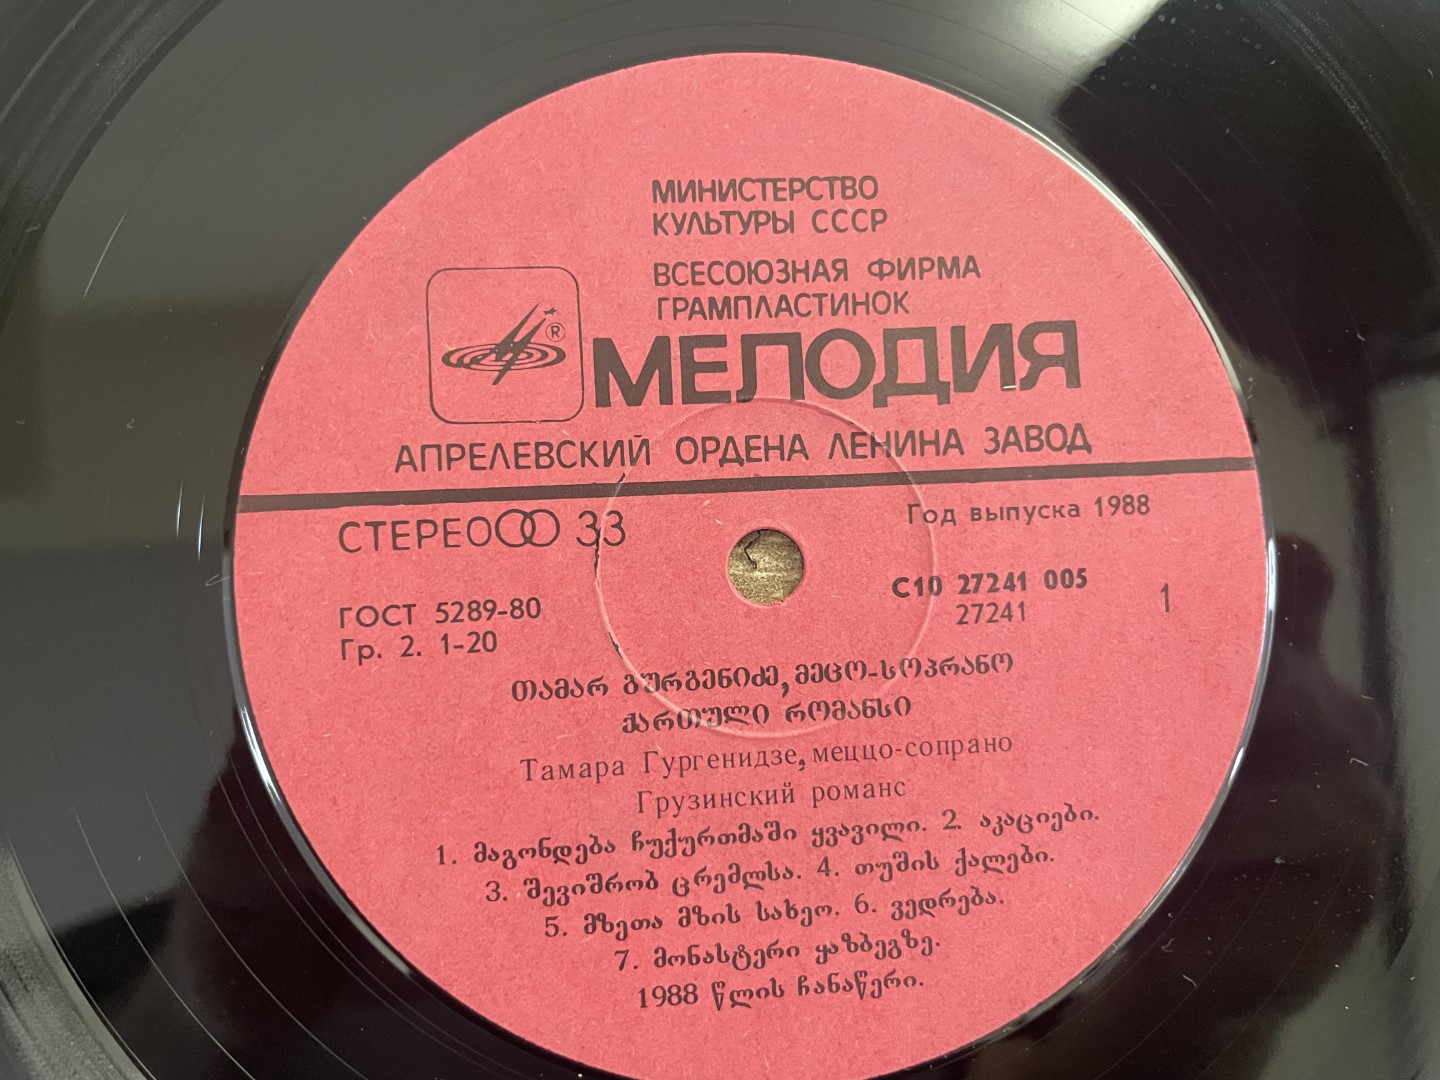 МИНИСТЕРСТВО
КУЛЬТУРЫ СССР
ВСЕСОЮЗНАЯ ФИРМА
ГРАМПЛАСТИНОК
®
МЕЛОДИЯ
АПРЕЛЕВСКИЙ ОРДЕНА ЛЕНИНА ЗАВОД
СТЕРЕО 33
Год выпуска 1988
ГОСТ 5289-80
Гр. 2. 1-20
С10 27241 005
27241
1
თამარ გურგენიძე, მეცო-სოპრანო
ქართული რომანსი
Тамара Гургенидзе, меццо-сопрано
Грузинский романс
1. მაგონდება ჩუქურთმაში ყვავილი. 2. აკაციები.
3. შევიშრობ ცრემლსა. 4. თუშის ქალები.
5. მზეთა მზის სახეო. 6. ვედრება.
7. მონასტერი ყაზბეგზე.
1988 წლის ჩანაწერი.